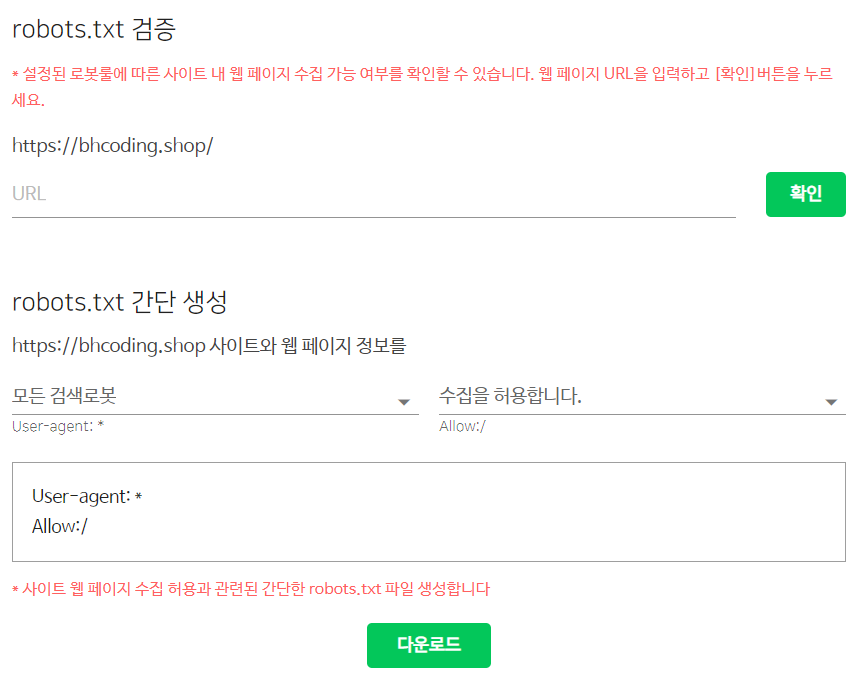 robots.txt 검증
* 설정된 로봇룰에 따른 사이트 내 웹 페이지 수집 가능 여부를 확인할 수 있습니다. 웹 페이지 URL을 입력하고 [확인]버튼을 누르
세요.
https://bhcoding.shop/
URL
확인
robots.txt 간단 생성
https://bhcoding.shop 사이트와 웹 페이지 정보를
모든 검색로봇
수집을 허용합니다.
User-agent: *
Allow:/
User-agent: *
Allow:/
* 사이트 웹 페이지 수집 허용과 관련된 간단한 robots.txt 파일 생성합니다
다운로드